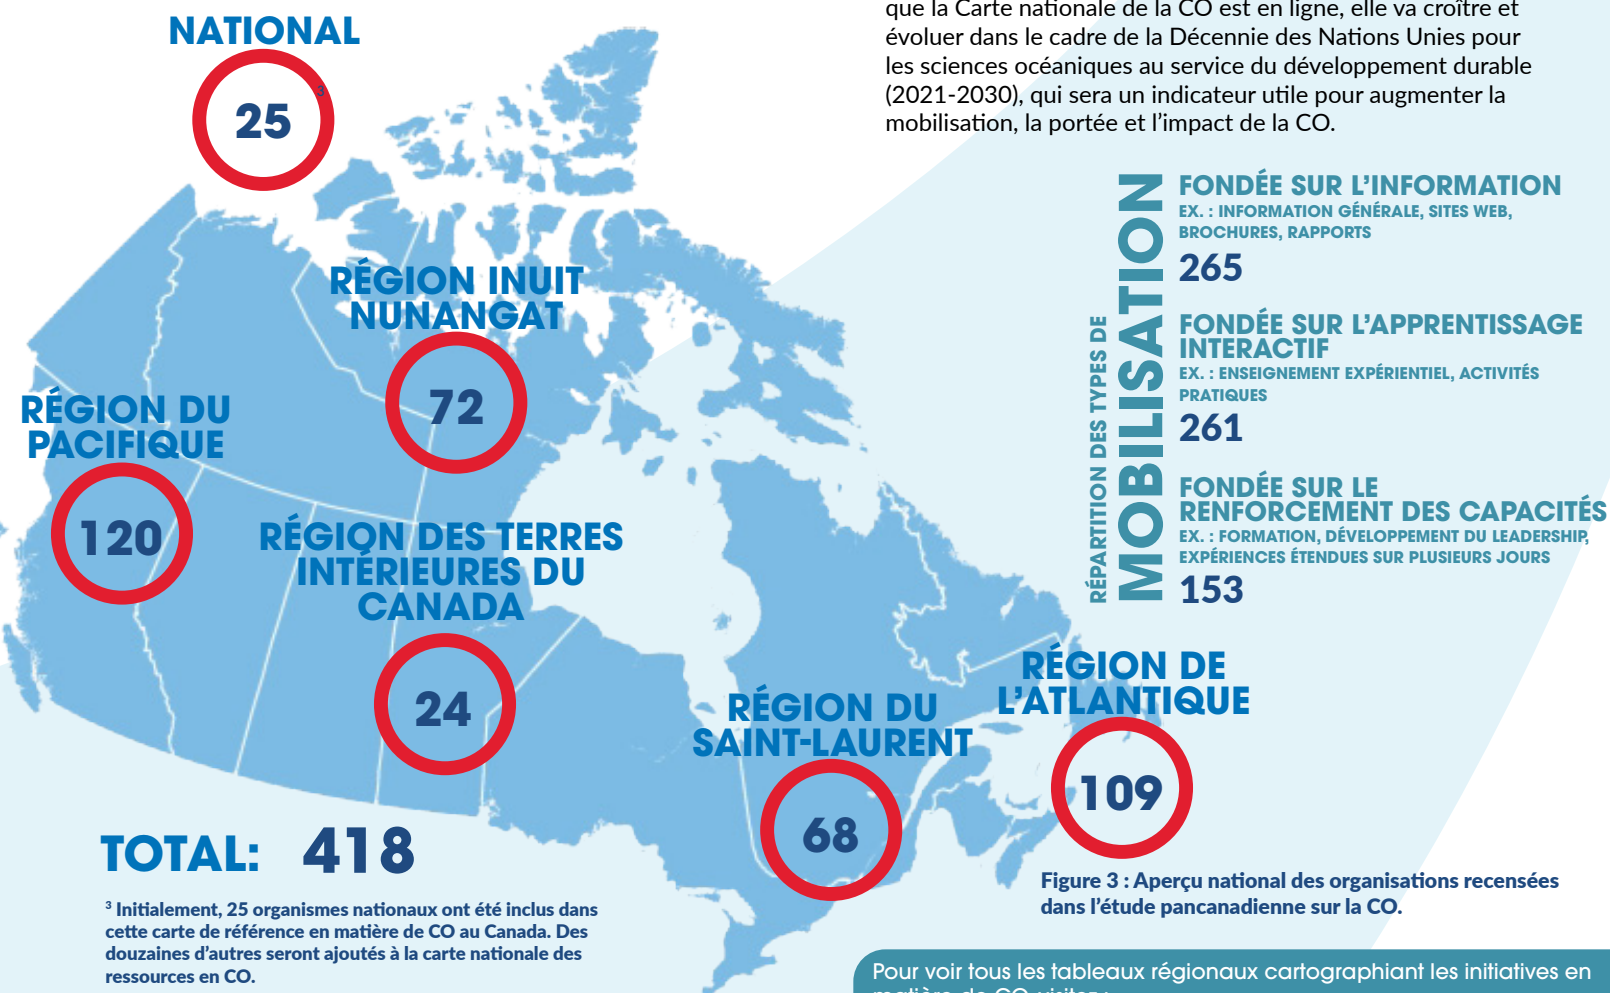 que la Carte nationale de la CO est en ligne, elle va croître et
évoluer dans le cadre de la Décennie des Nations Unies pour
les sciences océaniques au service du développement durable
(2021-2030), qui sera un indicateur utile pour augmenter la
mobilisation, la portée et l'impact de la CO.
NATIONAL
25
3
RÉGION INUIT
NUNANGAT
72
RÉGION DU
PACIFIQUE
120
RÉGION DES TERRES
INTÉRIEURES DU
CANADA
24
RÉGION DU
SAINT-LAURENT
68
RÉGION DE
L'ATLANTIQUE
109
RÉPARTITION DES TYPES DE
MOBILISATION
FONDÉE SUR L'INFORMATION
EX. : INFORMATION GÉNÉRALE, SITES WEB,
BROCHURES, RAPPORTS
265
FONDÉE SUR L'APPRENTISSAGE
INTERACTIF
EX. : ENSEIGNEMENT EXPÉRIENTIEL, ACTIVITÉS
PRATIQUES
261
FONDÉE SUR LE
RENFORCEMENT DES CAPACITÉS
EX. : FORMATION, DÉVELOPPEMENT DU LEADERSHIP,
EXPÉRIENCES ÉTENDUES SUR PLUSIEURS JOURS
153
TOTAL: 418
³ Initialement, 25 organismes nationaux ont été inclus dans
cette carte de référence en matière de CO au Canada. Des
douzaines d'autres seront ajoutés à la carte nationale des
ressources en CO.
Figure 3 : Aperçu national des organisations recensées
dans l'étude pancanadienne sur la CO.
Pour voir tous les tableaux régionaux cartographiant les initiatives en